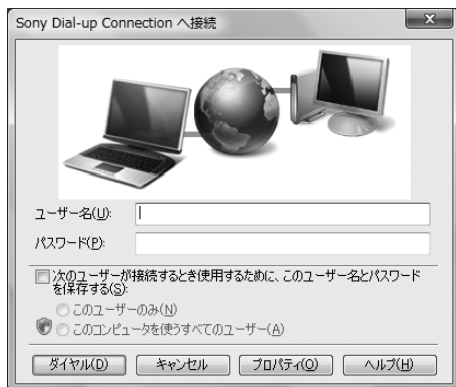 Sony Dial-up Connection へ接続
ユーザー名(U):
パスワード(P):
次のユーザーが接続するとき使用するために、このユーザー名とパスワード
を保存する(S):
このユーザーのみ(N)
このコンピュータを使うすべてのユーザー(A)
ダイヤル(D) キャンセル プロパティ(O) ヘルプ(H)